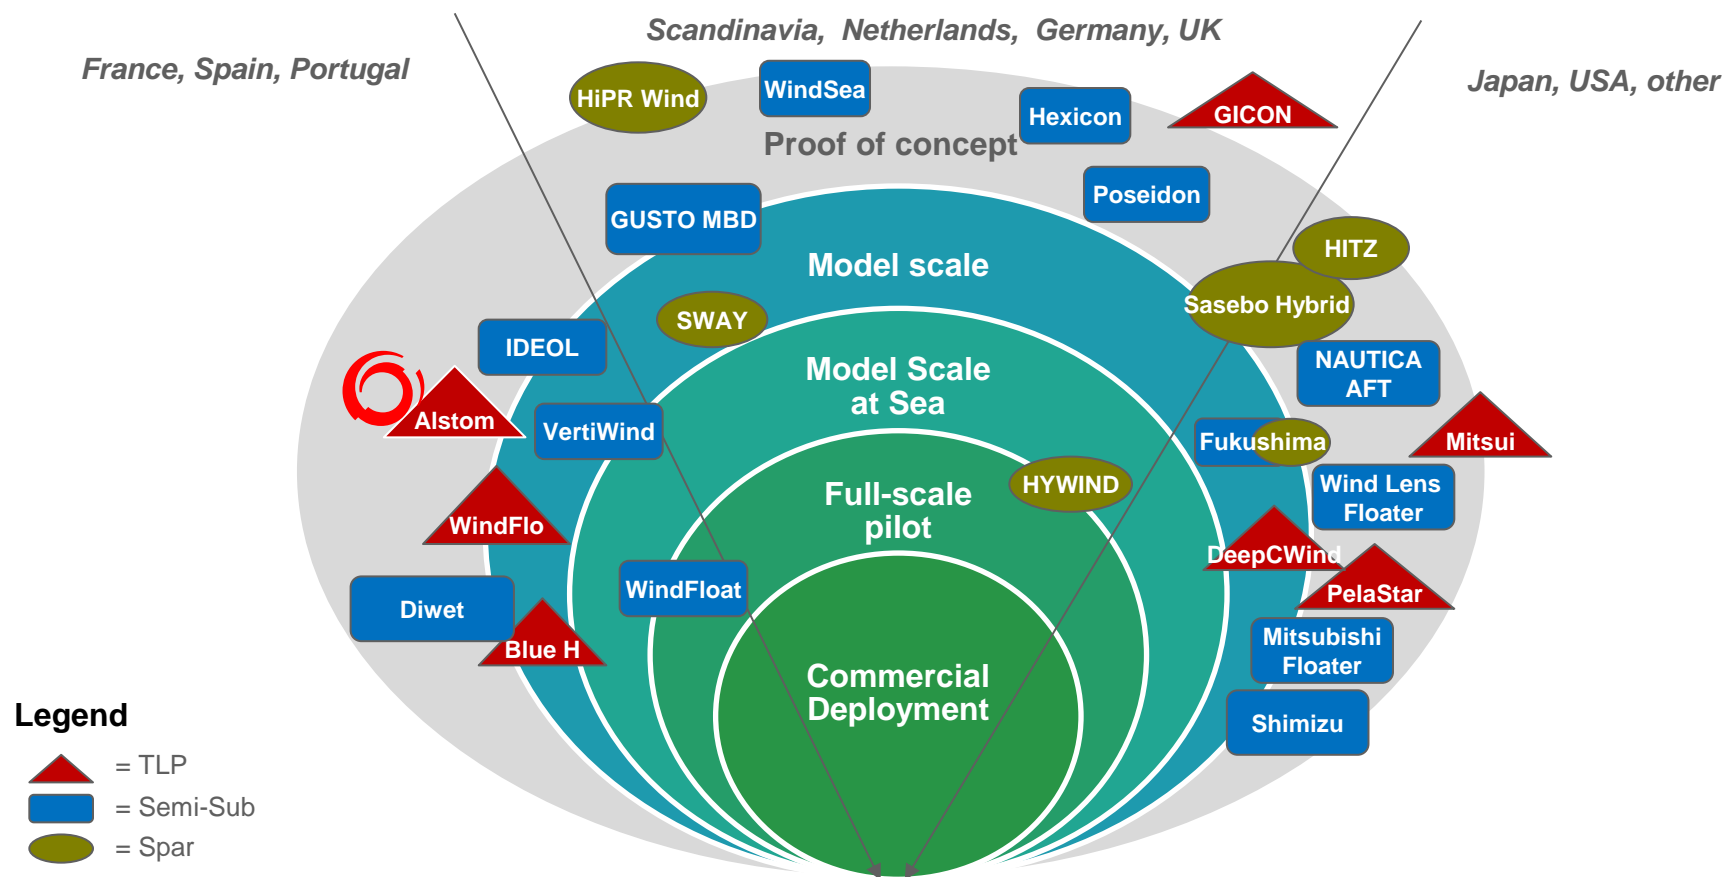 Scandinavia, Netherlands, Germany, UK
France, Spain, Portugal
Japan, USA, other
HiPR Wind
WindSea
Hexicon
GICON
Proof of concept
Poseidon
GUSTO MBD
HITZ
Model scale
Sasebo Hybrid
SWAY
IDEOL
NAUTICA
AFT
Model Scale
at Sea
Alstom
VertiWind
Fukushima
Mitsui
HYWIND
Wind Lens
Floater
Full-scale
pilot
WindFlo
DeepCWind
WindFloat
PelaStar
Diwet
Blue H
Mitsubishi
Floater
Commercial
Deployment
Shimizu
Legend
= TLP
= Semi-Sub
= Spar